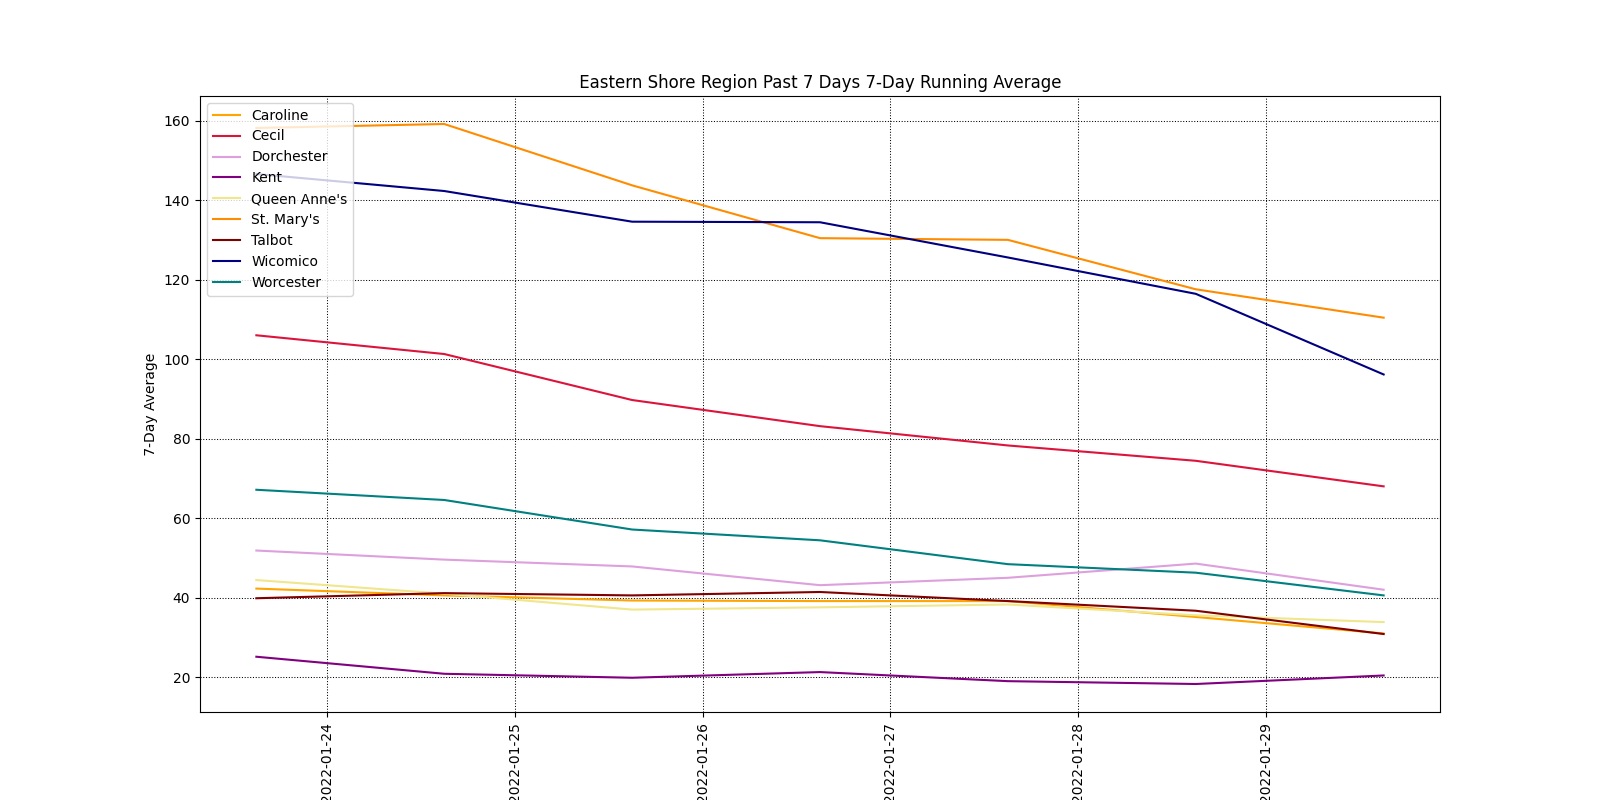 Eastern Shore Region Past 7 Days 7-Day Running Average
Caroline
Cecil
Dorchester
Kent
Queen Anne's
St. Mary's
Talbot
Wicomico
Worcester
7-Day Average
160
140
120
100
80
60
40
20
2022-01-24
2022-01-25
2022-01-26
2022-01-27
2022-01-28
2022-01-29